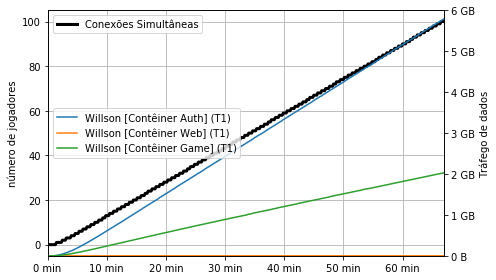 Conexões Simultâneas
Willson [Contêiner Auth] (T1)
Willson [Contêiner Web] (T1)
Willson [Contêiner Game] (T1)
número de jogadores
100
80
60
40
20
0
6 GB
5 GB
4 GB
3 GB
2 GB
1 GB
0 B
Tráfego de dados
0 min 10 min 20 min 30 min 40 min 50 min 60 min